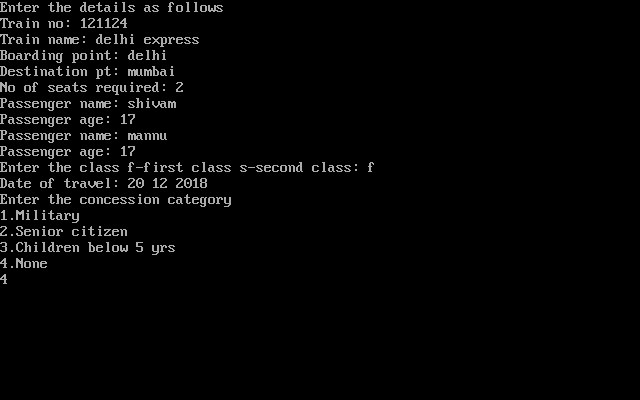 Enter the details as follows
Train no: 121124
Train name: delhi express
Boarding point: delhi
Destination pt: mumbai
No of seats required: 2
Passenger name: shivam
Passenger age: 17
Passenger name: mannu
Passenger age: 17
Enter the class f-first class s-second class: f
Date of travel: 20 12 2018
Enter the concession category
1.Military
2.Senior citizen
3.Children below 5 yrs
4.None
4